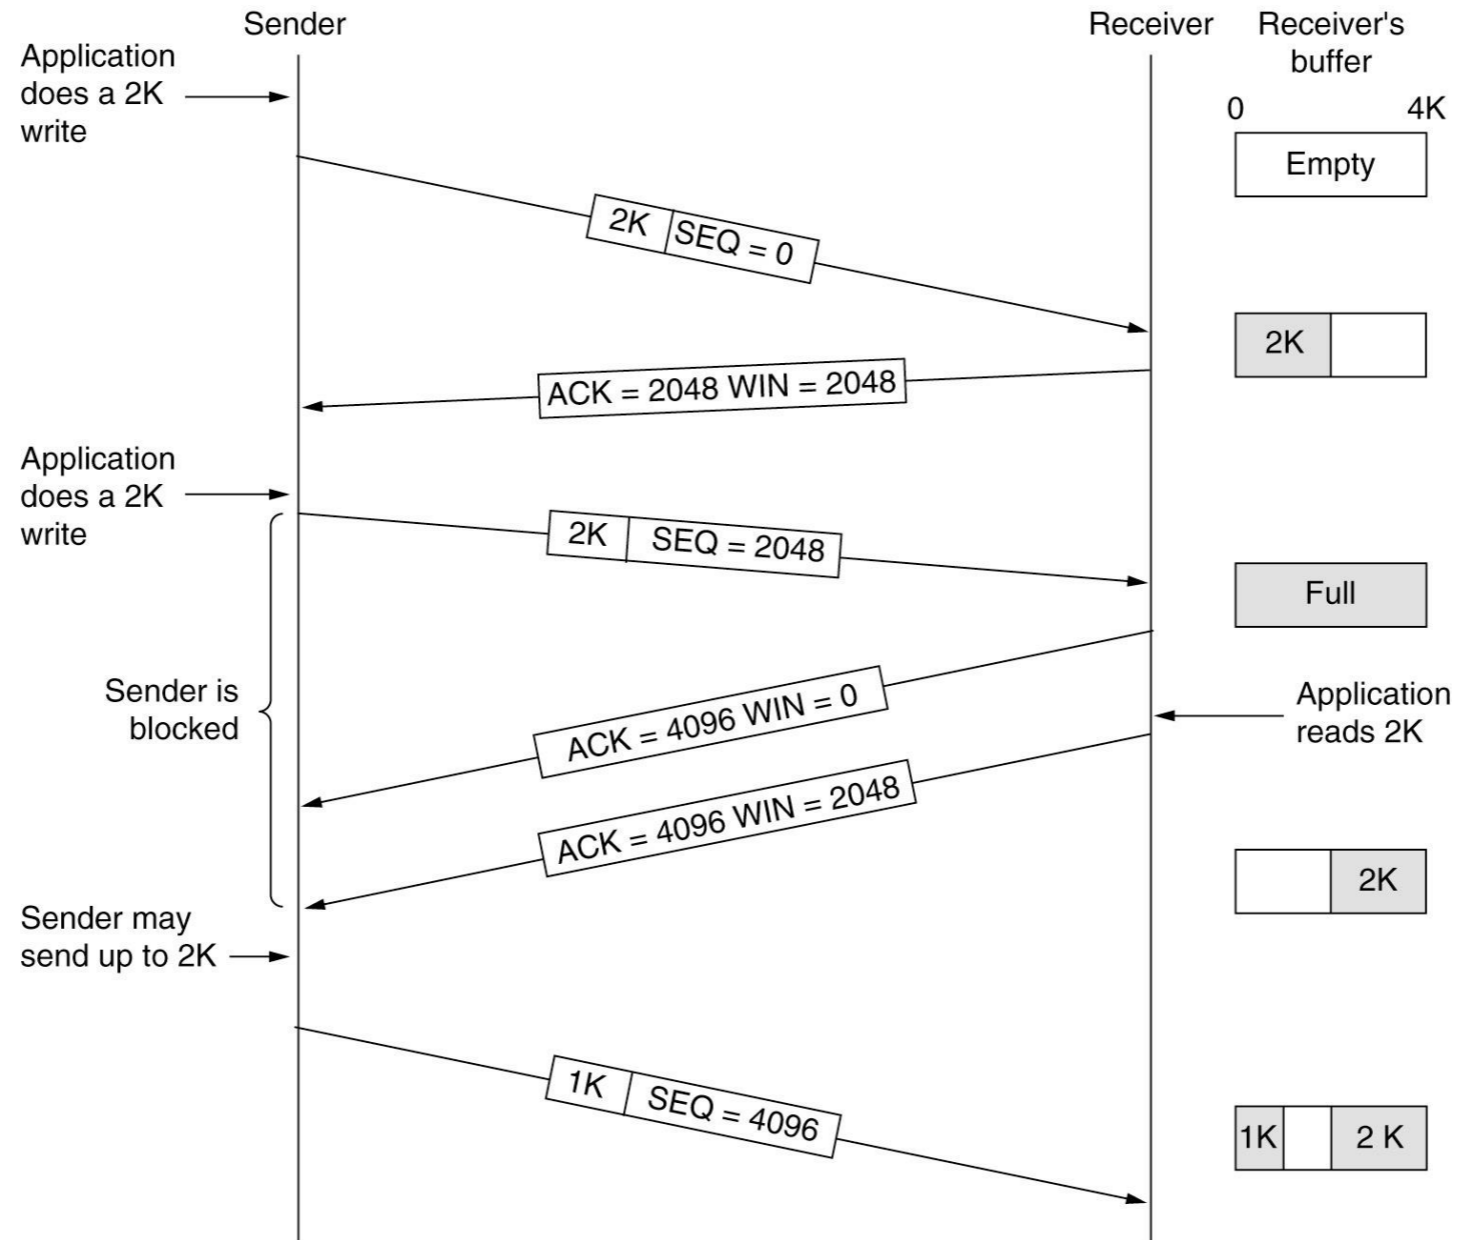 Sender
Receiver
Receiver's
buffer
Application
does a 2K
write
0
4K
Empty
2K
SEQ = 0
2K
ACK = 2048 WIN = 2048
Application
does a 2K
write
2K
SEQ = 2048
Full
Sender is
blocked
ACK = 4096 WIN = 0
Application
reads 2K
ACK = 4096 WIN = 2048
2K
Sender may
send up to 2K
1K
SEQ = 4096
1K
2 K